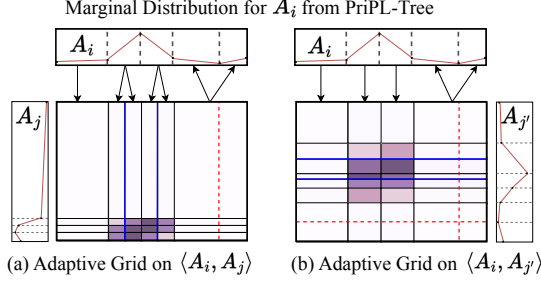 Marginal Distribution for A_i from PriPL-Tree
A_i
A_i
A_j
A_j'
(a) Adaptive Grid on ⟨A_i, A_j⟩
(b) Adaptive Grid on ⟨A_i, A_j'⟩